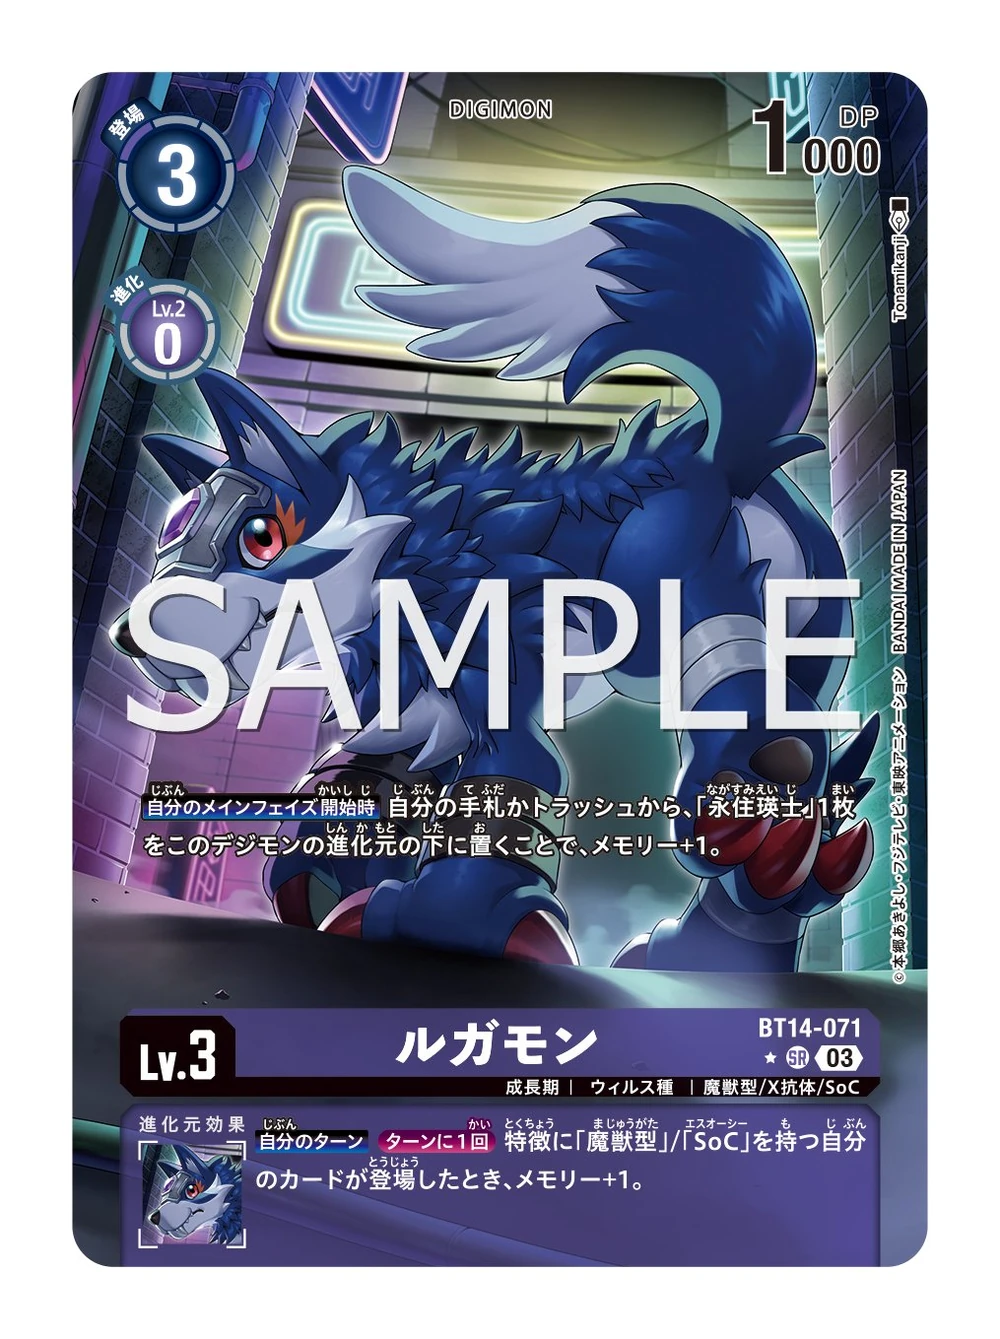 登場
3
DIGIMON
1000
DP
進化
Lv.2
0
Tonamikanji
SAMPLE
自分のメインフェイズ開始時 自分の手札かトラッシュから、「永住瑛士」1枚
をこのデジモンの進化元の下に置くことで、メモリー+1。
©本郷あきよし・フジテレビ・東映アニメーション BANDAI MADE IN JAPAN
Lv.3
ルガモン
BT14-071
SR 03
成長期 | ウィルス種 | 魔獣型/X抗体/SoC
進化元効果
自分のターン ターンに1回 特徴に「魔獣型」/「SoC」を持つ自分
のカードが登場したとき、メモリー+1。